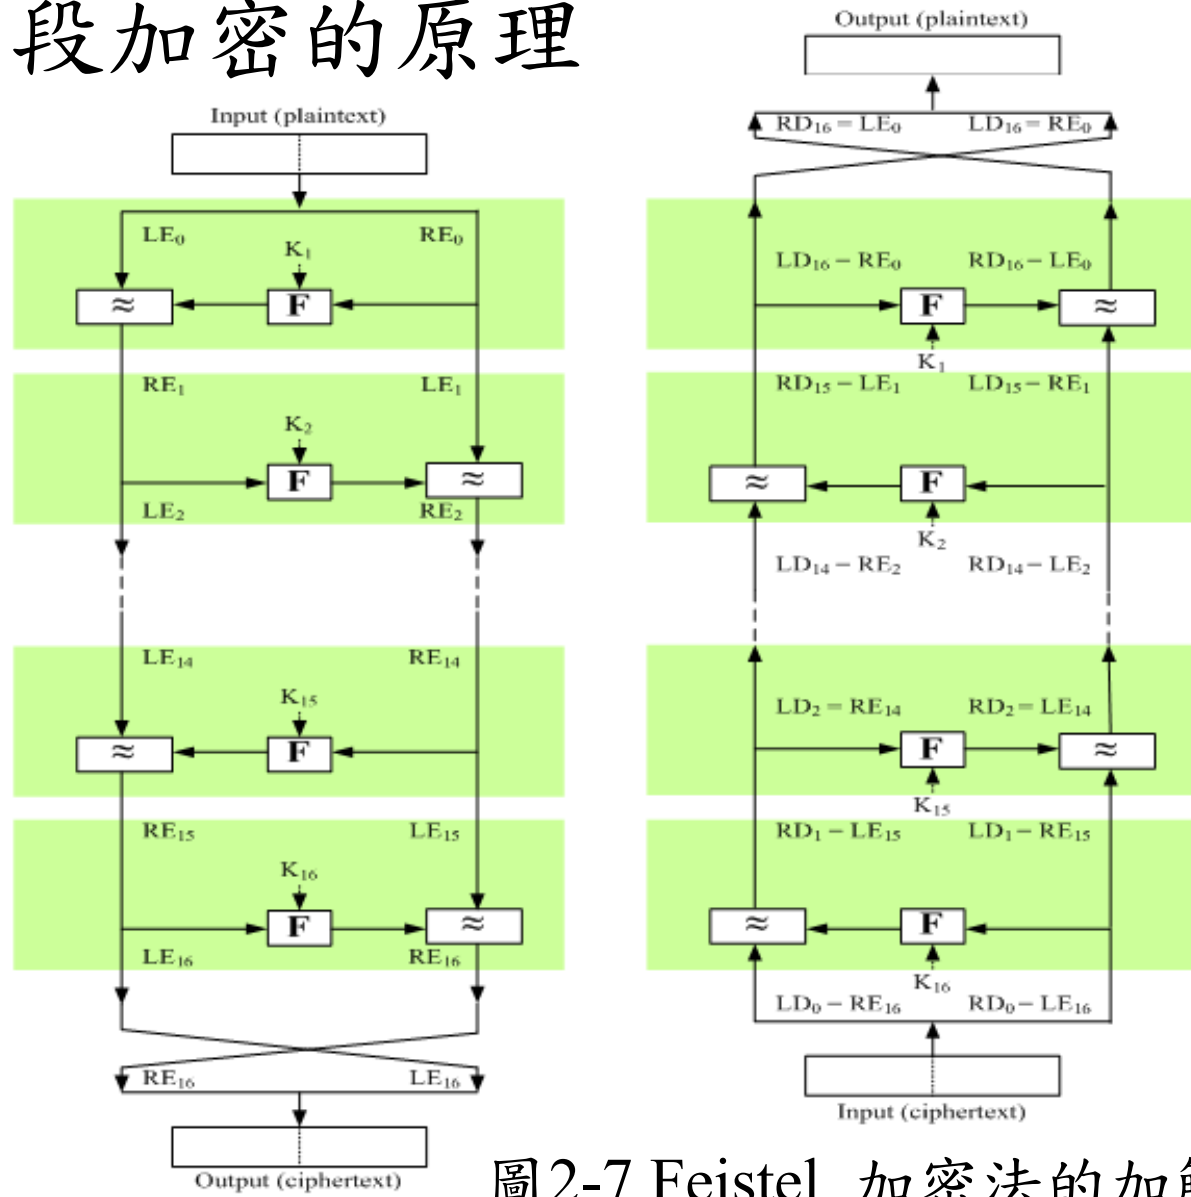 段加密的原理
Input (plaintext)
LE₀ RE₀
K₁
≈ F
RE₁ LE₁
K₂
F ≈
LE₂ RE₂
LE₁₄ RE₁₄
K₁₅
≈ F
RE₁₅ LE₁₅
K₁₆
F ≈
LE₁₆ RE₁₆
RE₁₆ LE₁₆
Output (ciphertext)
Output (plaintext)
RD₁₆ = LE₀ LD₁₆ = RE₀
LD₁₆ – RE₀ RD₁₆ – LE₀
F ≈
K₁
RD₁₅ – LE₁ LD₁₅ – RE₁
≈ F
K₂
LD₁₄ – RE₂ RD₁₄ – LE₂
LD₂ = RE₁₄ RD₂ = LE₁₄
F ≈
K₁₅
RD₁ – LE₁₅ LD₁ – RE₁₅
≈ F
K₁₆
LD₀ – RE₁₆ RD₀ – LE₁₆
Input (ciphertext)
圖2-7 Feistel 加密法的加